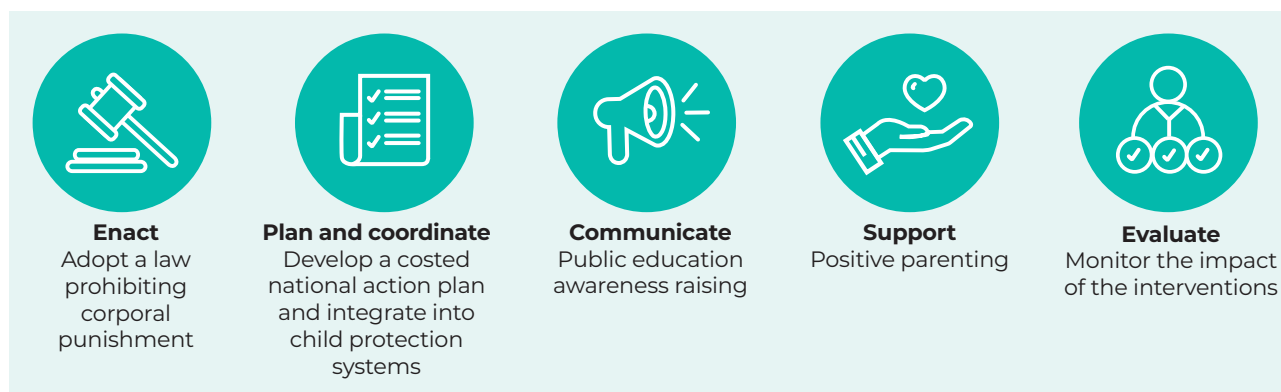 Enact
Adopt a law
prohibiting
corporal
punishment
Plan and coordinate
Develop a costed
national action plan
and integrate into
child protection
systems
Communicate
Public education
awareness raising
Support
Positive parenting
Evaluate
Monitor the impact
of the interventions